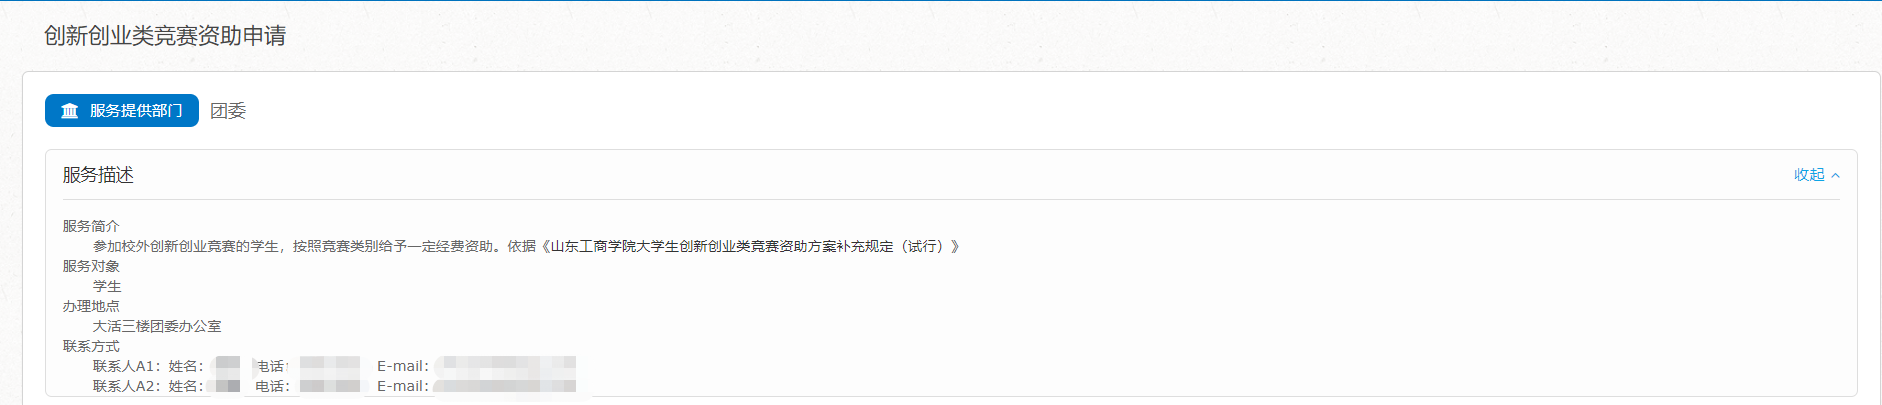 创新创业类竞赛资助申请
服务提供部门 团委
服务描述 收起
服务简介
参加校外创新创业竞赛的学生，按照竞赛类别给予一定经费资助。依据《山东工商学院大学生创新创业类竞赛资助方案补充规定（试行）》
服务对象
学生
办理地点
大活三楼团委办公室
联系方式
联系人A1：姓名： 电话： E-mail：
联系人A2：姓名： 电话： E-mail：